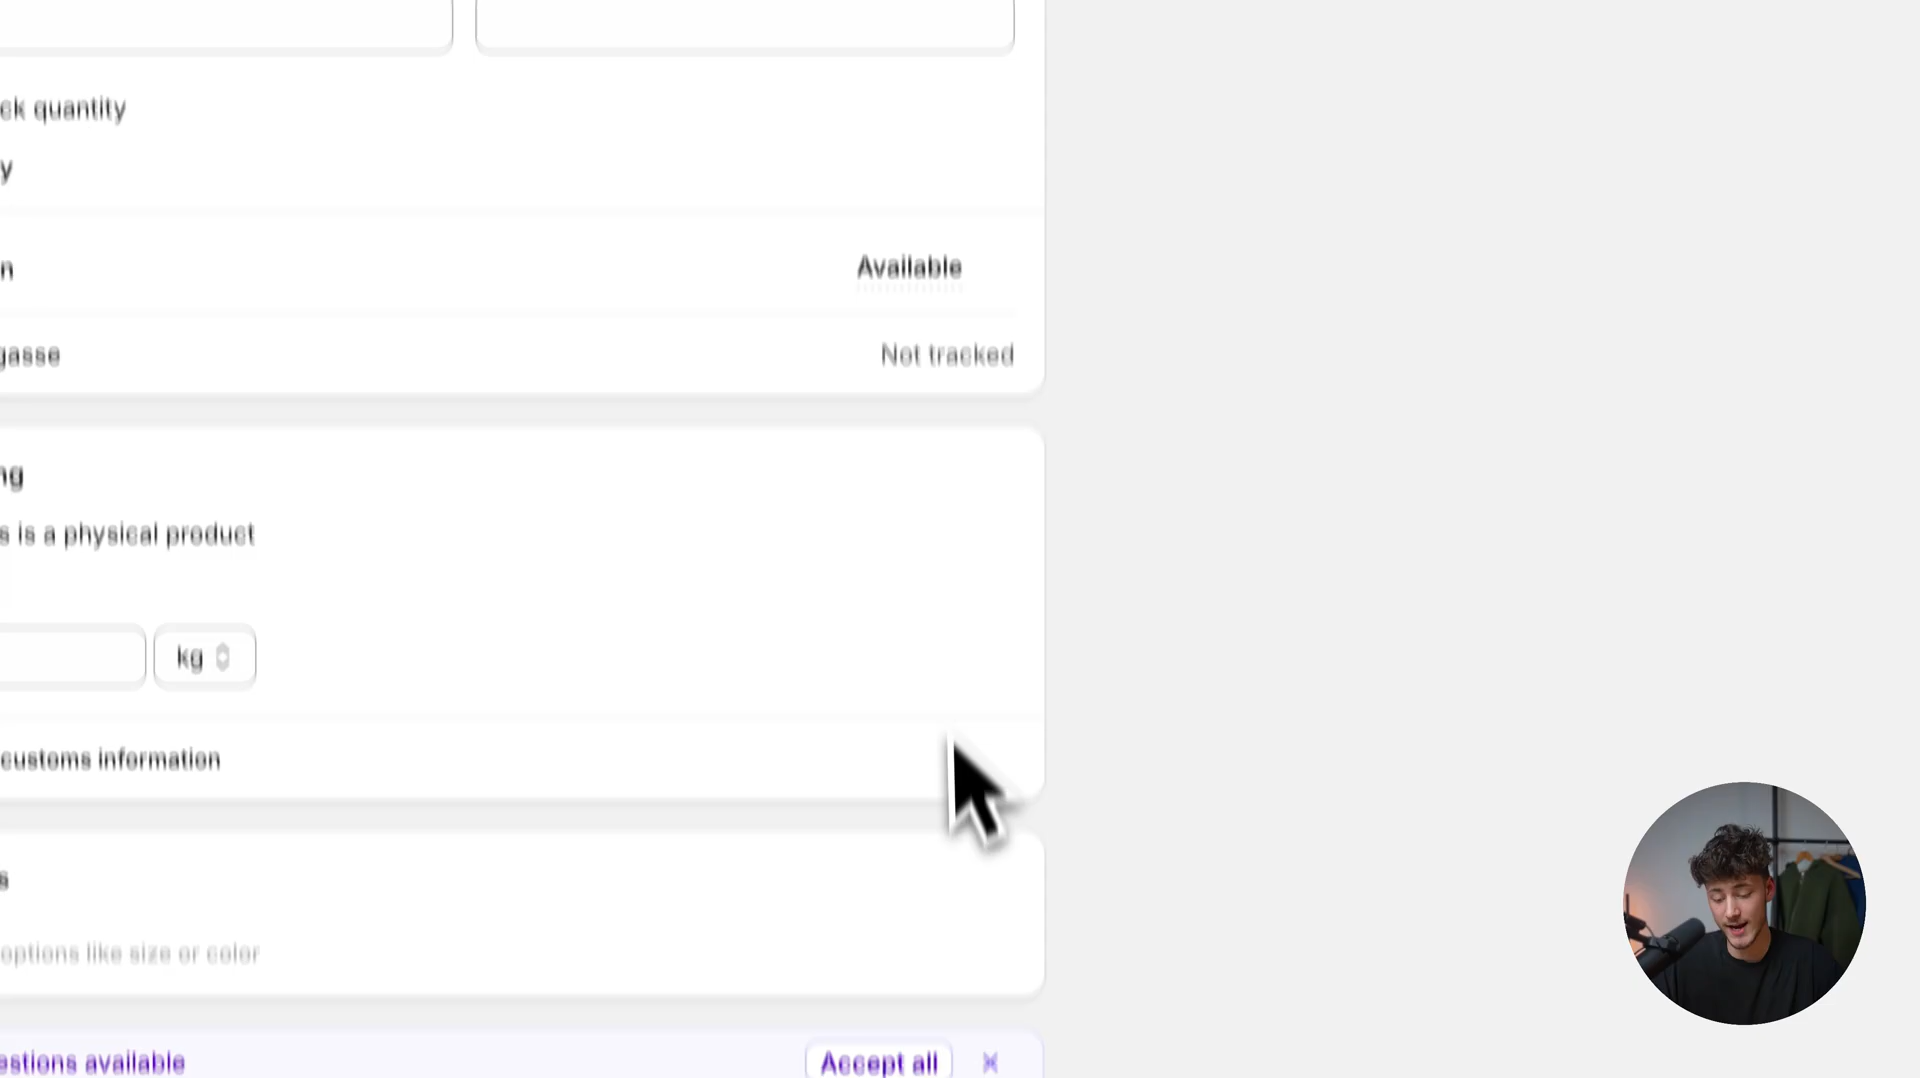 ck quantity
y
n Available
gasse Not tracked
ng
s is a physical product
kg
customs information
s
options like size or color
estions available Accept all